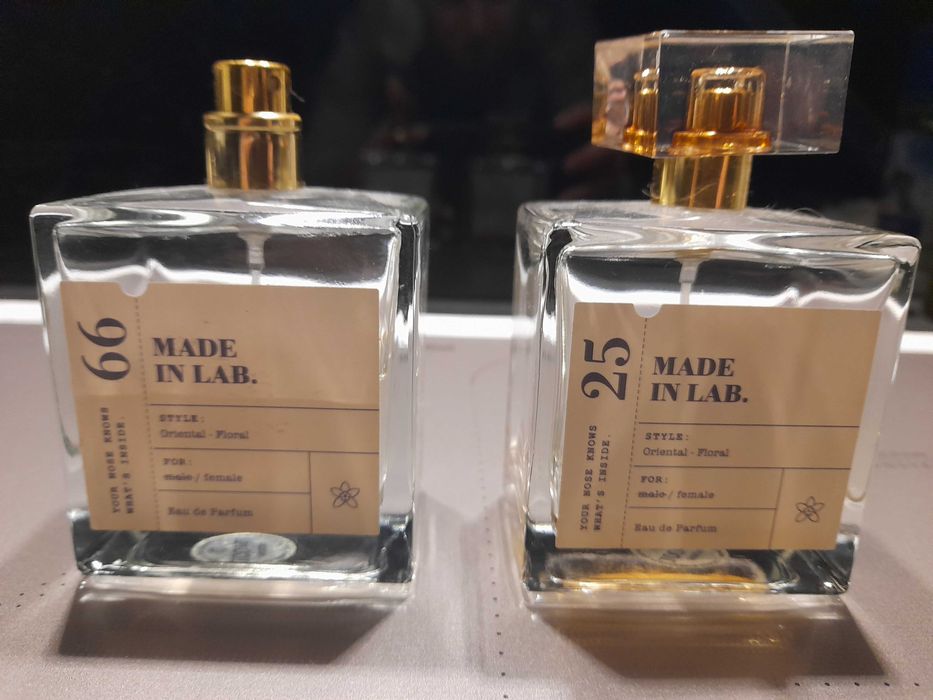 66
YOUR NOSE KNOWS
WHAT'S INSIDE.
MADE
IN LAB.
STYLE:
Oriental - Floral
FOR:
male / female
Eau de Parfum
25
YOUR NOSE KNOWS
WHAT'S INSIDE.
MADE
IN LAB.
STYLE:
Oriental - Floral
FOR:
male / female
Eau de Parfum